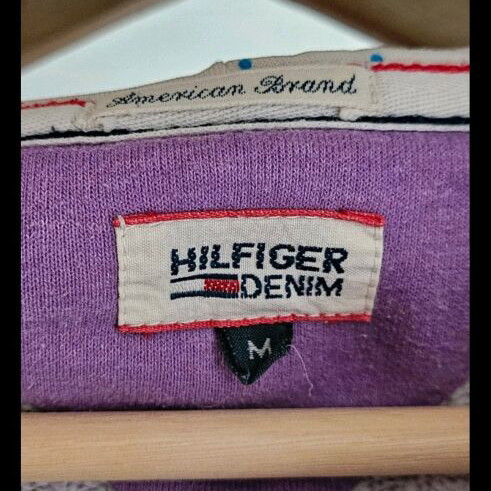 American Brand
HILFIGER
DENIM
M